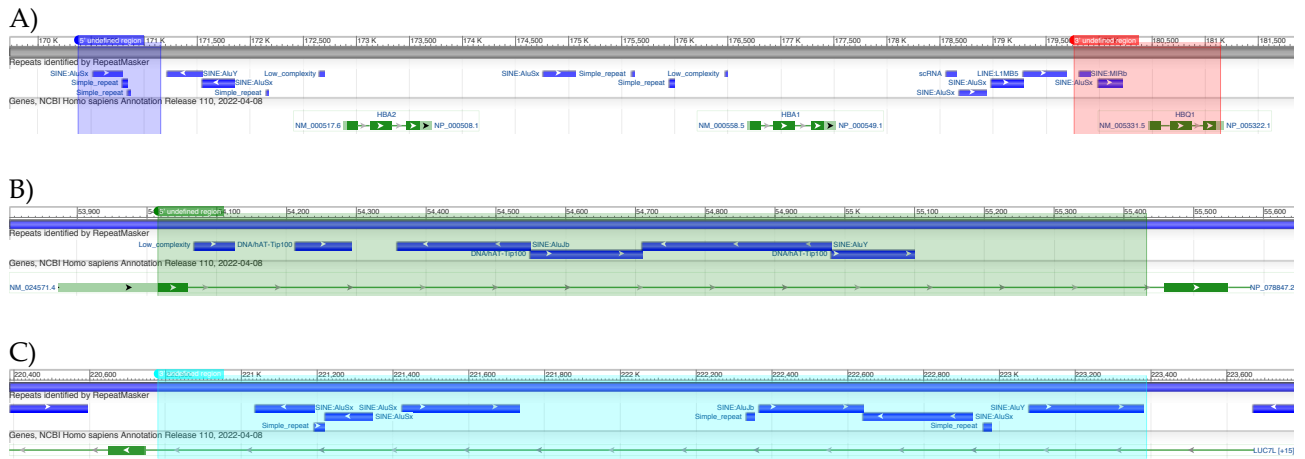 A)
170 K 171 K 171,500 172 K 172,500 173 K 173,500 174 K 174,500 175 K 175,500 176 K 176,500 177 K 177,500 178 K 178,500 179 K 179,500 180,500 181 K 181,500
5' undefined region 3' undefined region
Repeats identified by RepeatMasker
SINE:AluSx SINE:AluY Low_complexity SINE:AluSx Simple_repeat Low_complexity scRNA LINE:L1MB5 SINE:MIRb
Simple_repeat SINE:AluSx Simple_repeat SINE:AluSx SINE:AluSx
Simple_repeat Simple_repeat SINE:AluSx
Genes, NCBI Homo sapiens Annotation Release 110, 2022-04-08
HBA2 HBA1 HBQ1
NM_000517.6 NP_000508.1 NM_000558.5 NP_000549.1 NM_005331.5 NP_005322.1
B)
53,900 54,100 54,200 54,300 54,400 54,500 54,600 54,700 54,800 54,900 55 K 55,100 55,200 55,300 55,400 55,500 55,600
undefined region
Repeats identified by RepeatMasker
Low_complexity DNA/hAT-Tip100 SINE:AluJb SINE:AluY
DNA/hAT-Tip100 DNA/hAT-Tip100
Genes, NCBI Homo sapiens Annotation Release 110, 2022-04-08
NM_024571.4 NP_078847.2
C)
220,400 220,600 221 K 221,200 221,400 221,600 221,800 222 K 222,200 222,400 222,600 222,800 223 K 223,200 223,400 223,600
undefined region
Repeats identified by RepeatMasker
SINE:AluSx SINE:AluSx SINE:AluJb SINE:AluY
SINE:AluSx Simple_repeat SINE:AluSx
Simple_repeat Simple_repeat
Genes, NCBI Homo sapiens Annotation Release 110, 2022-04-08
LUC7L [+15]